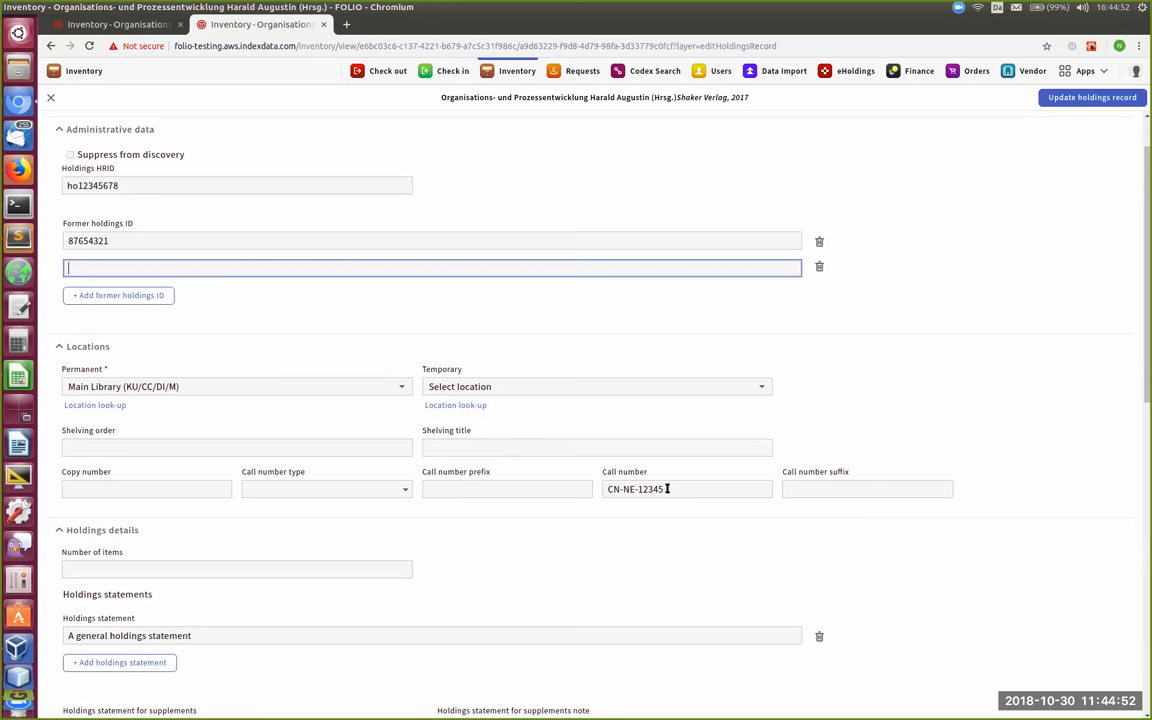 Inventory - Organisations- und Prozessentwicklung Harald Augustin (Hrsg.) - FOLIO - Chromium
Da
(99%)
16:44:52
Inventory - Organisation
Inventory - Organisation
Not secure
folio-testing.aws.indexdata.com/inventory/view/e6bc03c6-c137-4221-b679-a7c5c31f986c/a9d63229-f9d8-4d79-98fa-3d33779c0fcf?layer=editHoldingsRecord
N
Inventory
Check out
Check in
Inventory
Requests
Codex Search
Users
Data Import
eHoldings
Finance
Orders
Vendor
Apps
Organisations- und Prozessentwicklung Harald Augustin (Hrsg.)Shaker Verlag, 2017
Update holdings record
Administrative data
Suppress from discovery
Holdings HRID
ho12345678
Former holdings ID
87654321
+ Add former holdings ID
Locations
Permanent *
Temporary
Main Library (KU/CC/DI/M)
Select location
Location look-up
Location look-up
Shelving order
Shelving title
Copy number
Call number type
Call number prefix
Call number
Call number suffix
CN-NE-12345
Holdings details
Number of items
Holdings statements
Holdings statement
A general holdings statement
+ Add holdings statement
Holdings statement for supplements
Holdings statement for supplements note
2018-10-30 11:44:52